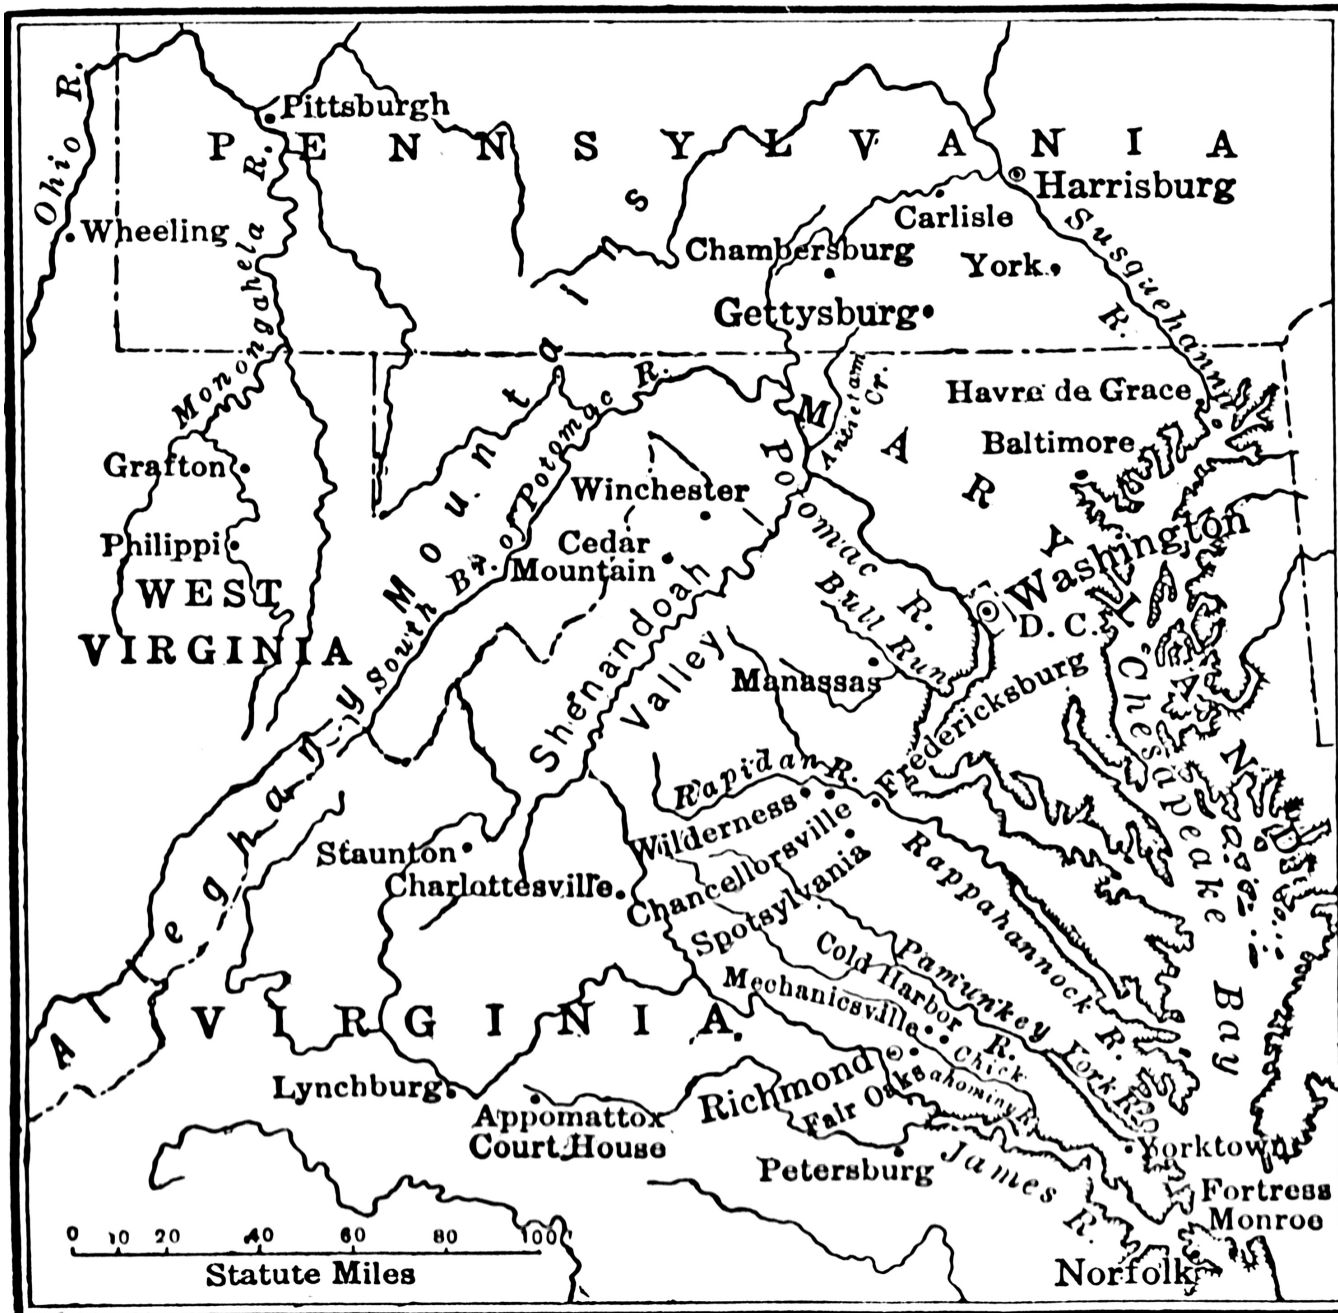 Ohio R.
Pittsburgh
PENNSYLVANIA
Harrisburg
Carlisle
Wheeling
Monongahela R.
Susquehanna R.
Chambersburg
York
Gettysburg
Alleghany Mountains
South Br. of Potomac R.
Antietam Cr.
MARYLAND
Havre de Grace
Baltimore
Grafton
Winchester
Potomac R.
Philippi
Cedar
Mountain
Washington
D. C.
WEST
VIRGINIA
Shenandoah
Valley
Bull Run
Manassas
Fredericksburg
Chesapeake Bay
Rapidan R.
Wilderness
Chancellorsville
Spotsylvania
Rappahannock R.
Staunton
Charlottesville
Pamunkey R.
Cold Harbor
Mechanicsville
VIRGINIA
Chickahominy R.
York R.
Richmond
Fair Oaks
Lynchburg
Appomattox
Court House
Petersburg
James R.
Yorktown
Fortress
Monroe
Norfolk
0 10 20 40 60 80 100
Statute Miles